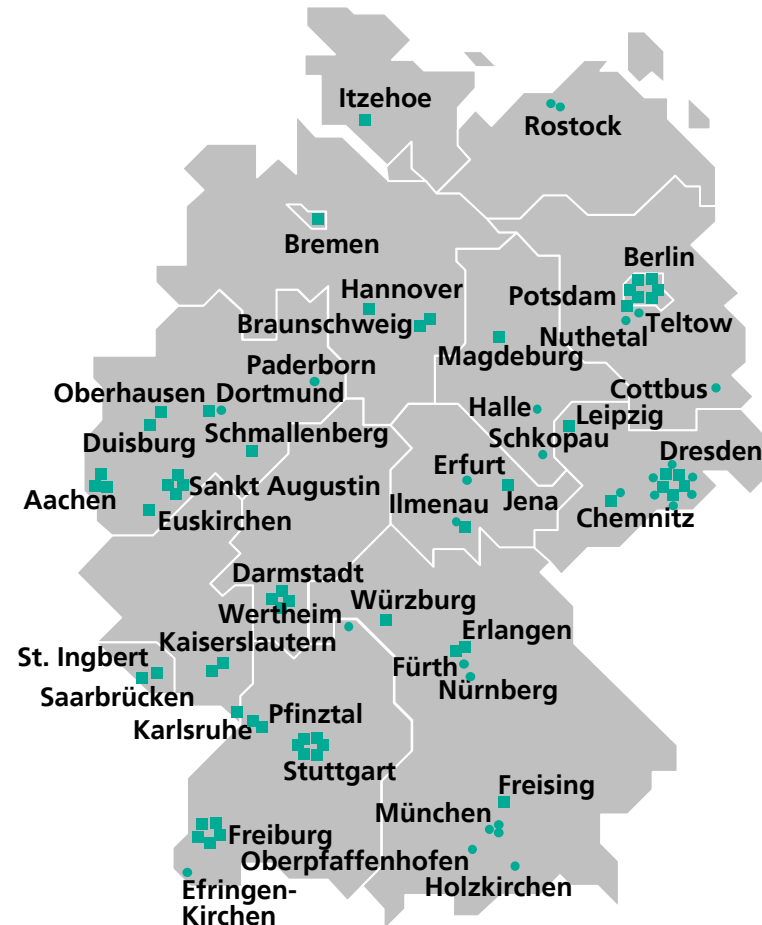 Itzehoe
Rostock
Bremen
Berlin
Hannover
Potsdam
Braunschweig
Teltow
Nuthetal
Magdeburg
Paderborn
Oberhausen
Dortmund
Cottbus
Halle
Leipzig
Duisburg
Schmallenberg
Schkopau
Dresden
Erfurt
Aachen
Sankt Augustin
Jena
Ilmenau
Euskirchen
Chemnitz
Darmstadt
Würzburg
Wertheim
Erlangen
Kaiserslautern
St. Ingbert
Fürth
Nürnberg
Saarbrücken
Pfinztal
Karlsruhe
Stuttgart
Freising
München
Freiburg
Oberpfaffenhofen
Holzkirchen
Efringen-
Kirchen